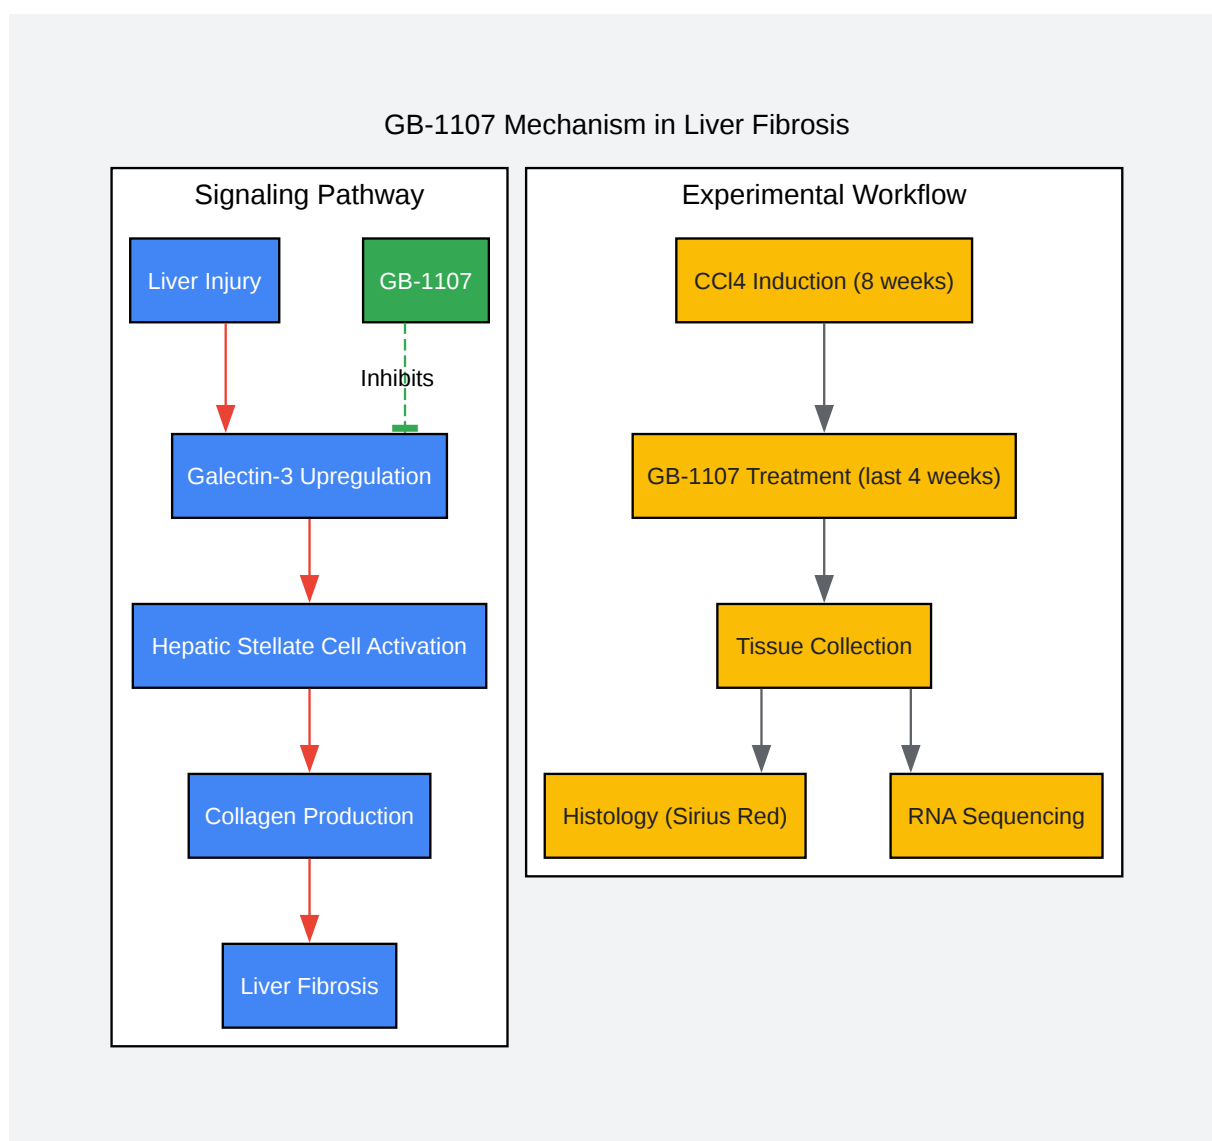 GB-1107 Mechanism in Liver Fibrosis
Signaling Pathway
Liver Injury
GB-1107
Inhibits
Galectin-3 Upregulation
Hepatic Stellate Cell Activation
Collagen Production
Liver Fibrosis
Experimental Workflow
CCl4 Induction (8 weeks)
GB-1107 Treatment (last 4 weeks)
Tissue Collection
Histology (Sirius Red)
RNA Sequencing